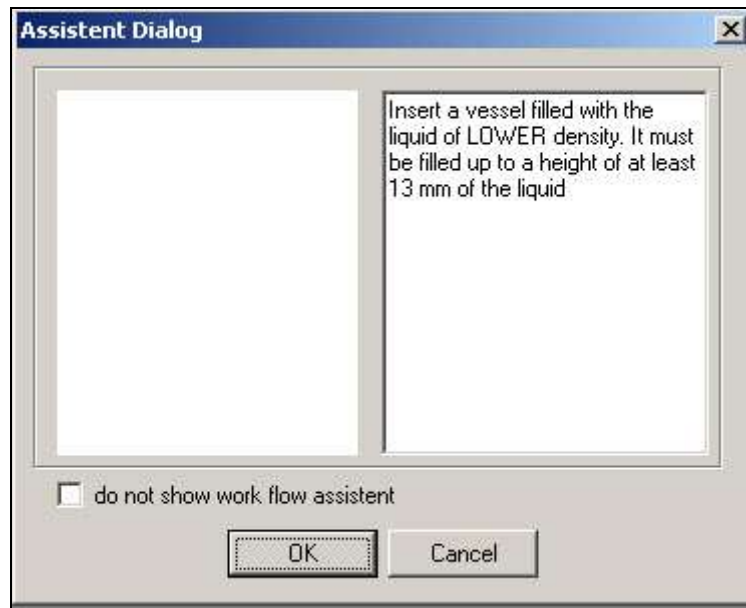 Assistent Dialog
Insert a vessel filled with the
liquid of LOWER density. It must
be filled up to a height of at least
13 mm of the liquid
do not show work flow assistent
OK
Cancel